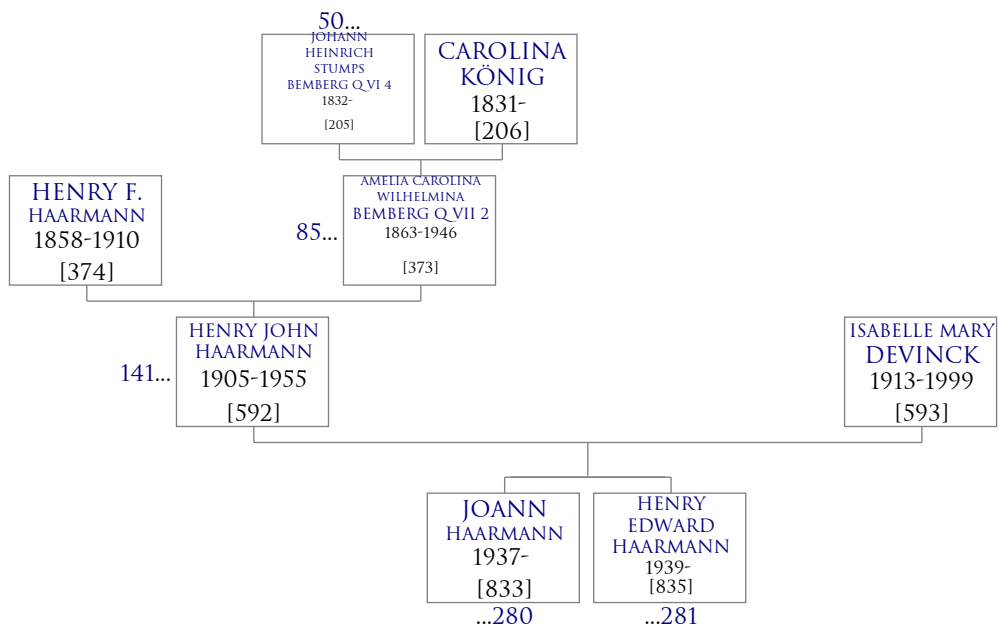 50...
JOHANN
HEINRICH
STUMPS
BEMBERG Q VI 4
1832-
[205]
CAROLINA
KÖNIG
1831-
[206]
HENRY F.
HAARMANN
1858-1910
[374]
85...
AMELIA CAROLINA
WILHELMINA
BEMBERG Q VII 2
1863-1946
[373]
141...
HENRY JOHN
HAARMANN
1905-1955
[592]
ISABELLE MARY
DEVINCK
1913-1999
[593]
JOANN
HAARMANN
1937-
[833]
...280
HENRY
EDWARD
HAARMANN
1939-
[835]
...281